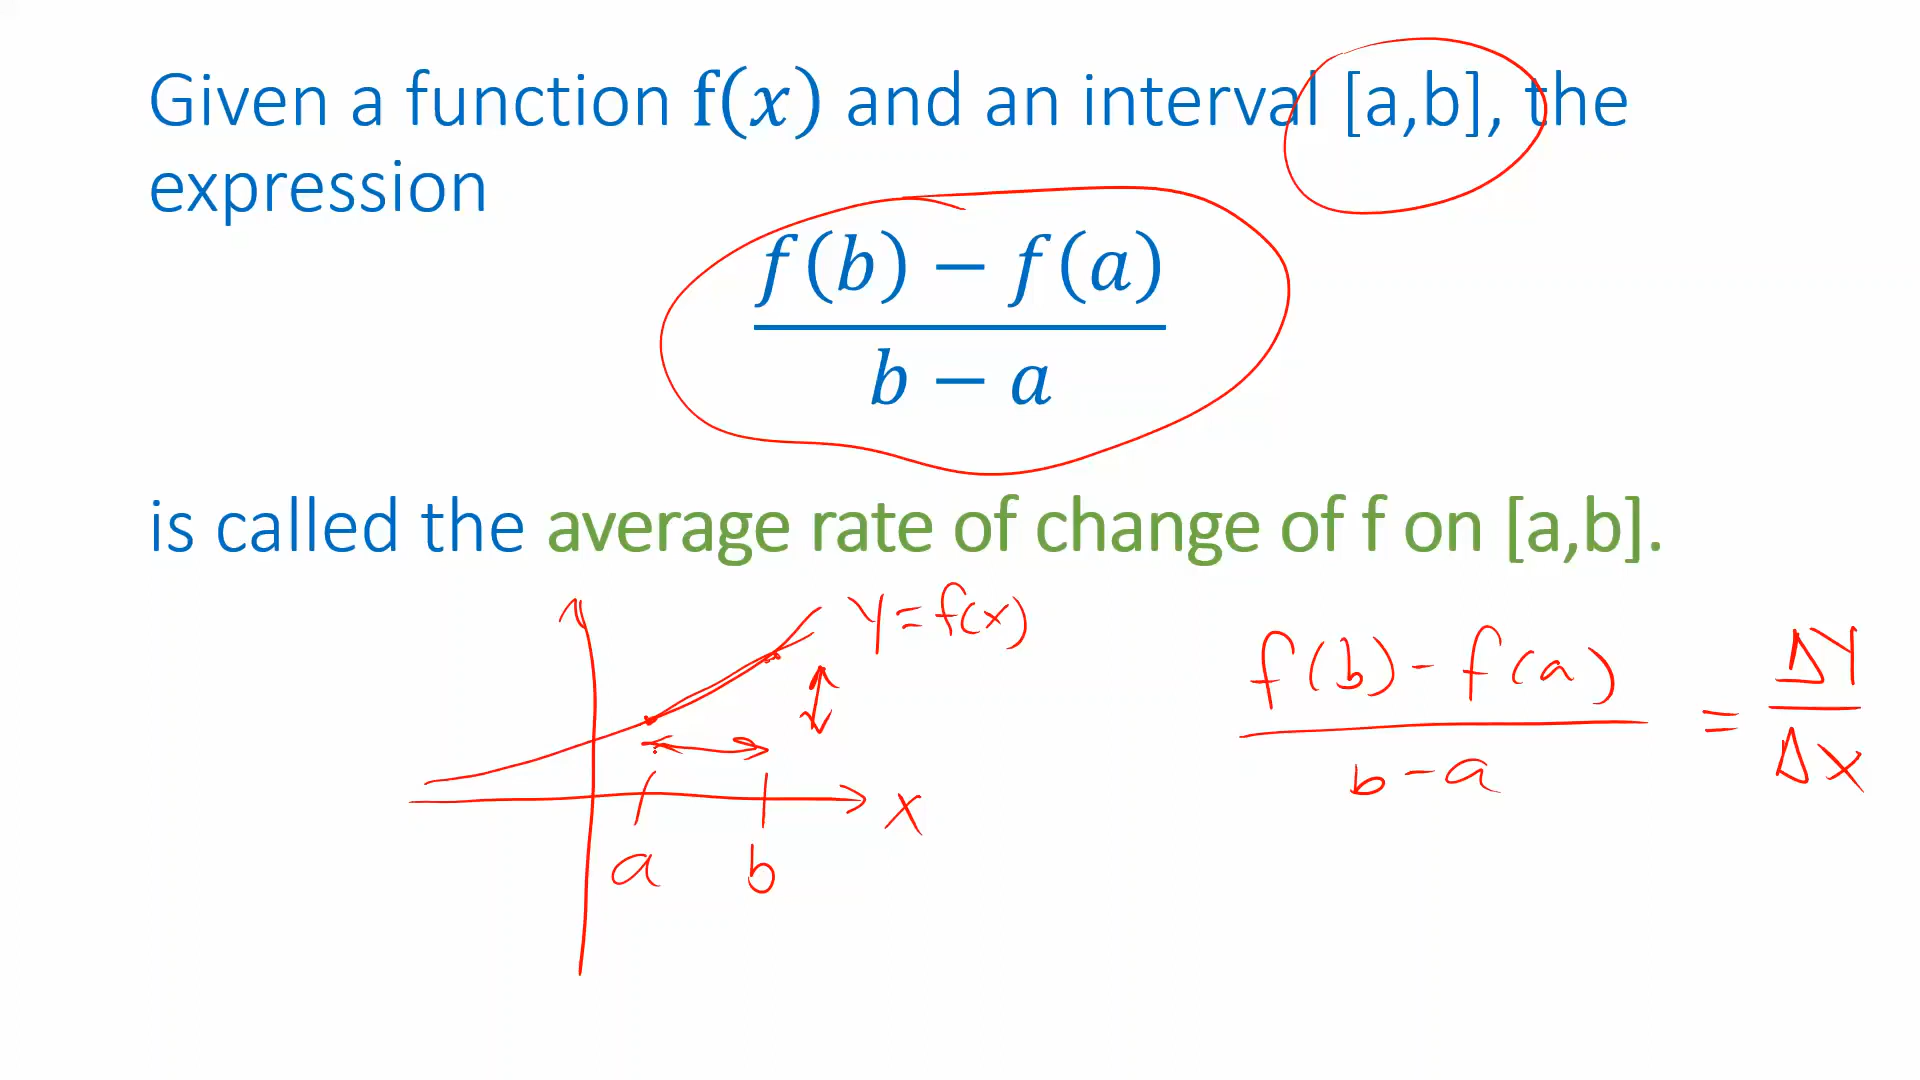 Given a function f(x) and an interval [a,b], the
expression
f(b) − f(a)
b − a
is called the average rate of change of f on [a,b].
y = f(x)
x
a b
f(b) - f(a)
b - a
= Δy
Δx